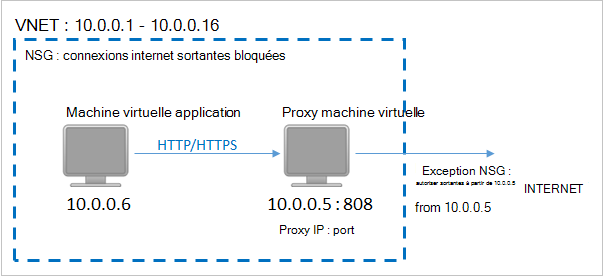 VNET : 10.0.0.1 - 10.0.0.16
NSG : connexions internet sortantes bloquées
Machine virtuelle application
Proxy machine virtuelle
HTTP/HTTPS
10.0.0.6
10.0.0.5 : 808
Proxy IP : port
Exception NSG :
autoriser sortantes à partir de 10.0.0.5
from 10.0.0.5
INTERNET